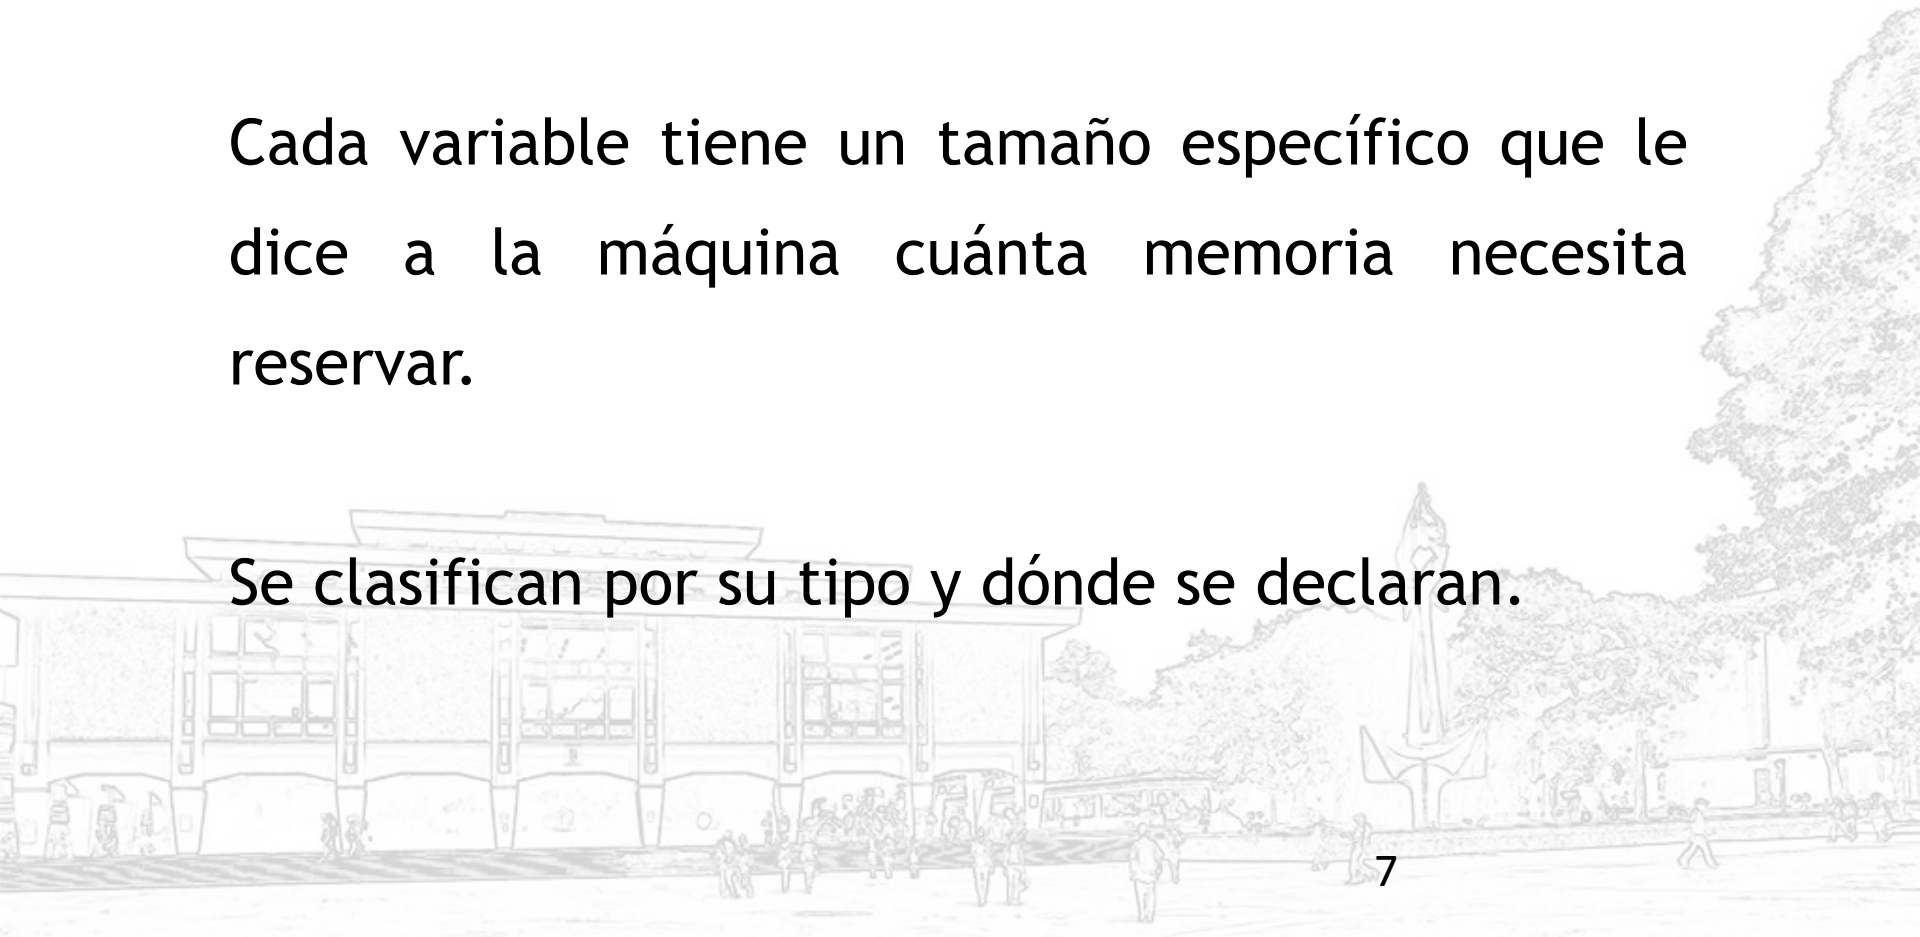 Cada variable tiene un tamaño específico que le
dice a la máquina cuánta memoria necesita
reservar.
Se clasifican por su tipo y dónde se declaran.
7